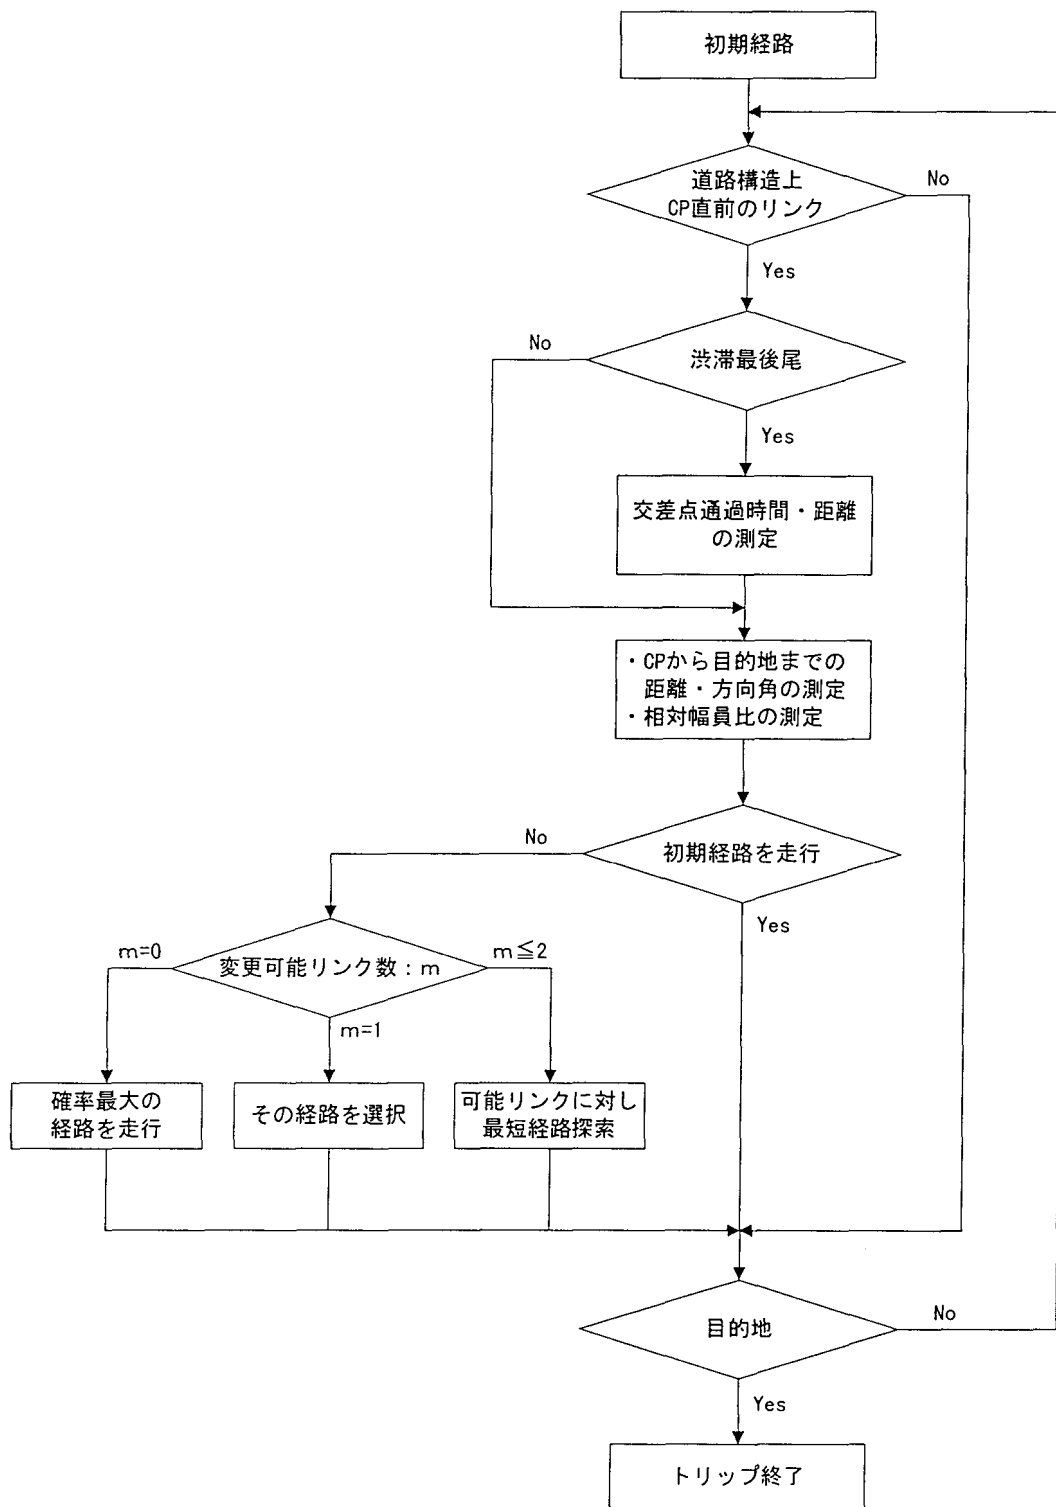 初期経路
道路構造上
CP直前のリンク
No
Yes
渋滞最後尾
No
Yes
交差点通過時間・距離
の測定
・CPから目的地までの
距離・方向角の測定
・相対幅員比の測定
初期経路を走行
No
Yes
変更可能リンク数：m
m=0
m=1
m≦2
確率最大の
経路を走行
その経路を選択
可能リンクに対し
最短経路探索
目的地
No
Yes
トリップ終了